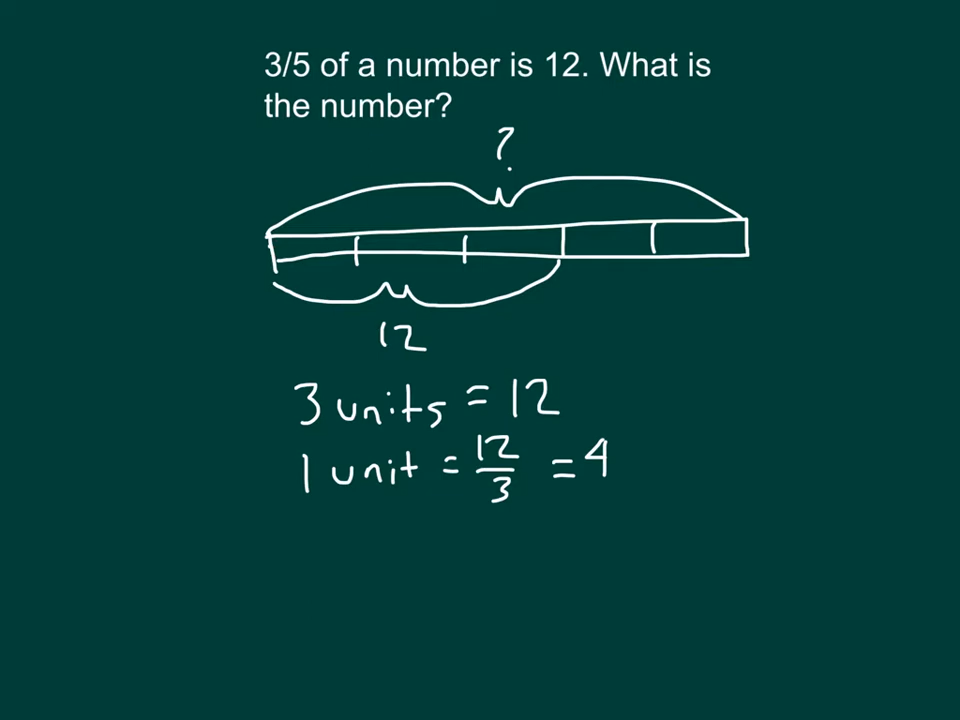 3/5 of a number is 12. What is
the number?
?
12
3 units = 12
1 unit = 12/3 = 4